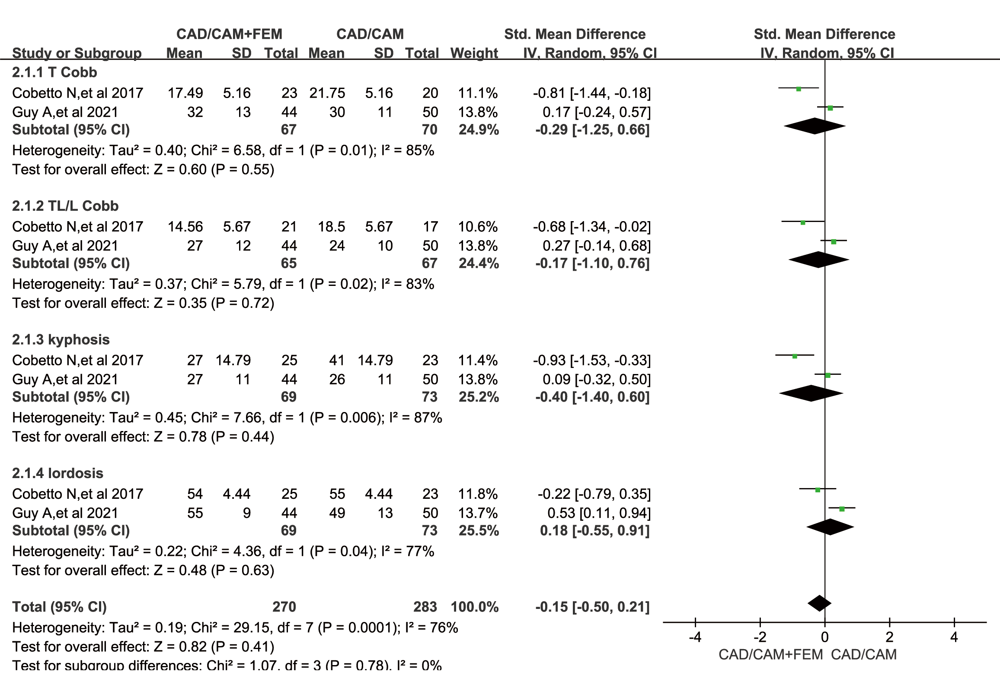 CAD/CAM+FEM CAD/CAM Std. Mean Difference Std. Mean Difference
Study or Subgroup Mean SD Total Mean SD Total Weight IV, Random, 95% CI IV, Random, 95% CI
2.1.1 T Cobb
Cobetto N,et al 2017 17.49 5.16 23 21.75 5.16 20 11.1% -0.81 [-1.44, -0.18]
Guy A,et al 2021 32 13 44 30 11 50 13.8% 0.17 [-0.24, 0.57]
Subtotal (95% CI) 67 70 24.9% -0.29 [-1.25, 0.66]
Heterogeneity: Tau² = 0.40; Chi² = 6.58, df = 1 (P = 0.01); I² = 85%
Test for overall effect: Z = 0.60 (P = 0.55)
2.1.2 TL/L Cobb
Cobetto N,et al 2017 14.56 5.67 21 18.5 5.67 17 10.6% -0.68 [-1.34, -0.02]
Guy A,et al 2021 27 12 44 24 10 50 13.8% 0.27 [-0.14, 0.68]
Subtotal (95% CI) 65 67 24.4% -0.17 [-1.10, 0.76]
Heterogeneity: Tau² = 0.37; Chi² = 5.79, df = 1 (P = 0.02); I² = 83%
Test for overall effect: Z = 0.35 (P = 0.72)
2.1.3 kyphosis
Cobetto N,et al 2017 27 14.79 25 41 14.79 23 11.4% -0.93 [-1.53, -0.33]
Guy A,et al 2021 27 11 44 26 11 50 13.8% 0.09 [-0.32, 0.50]
Subtotal (95% CI) 69 73 25.2% -0.40 [-1.40, 0.60]
Heterogeneity: Tau² = 0.45; Chi² = 7.66, df = 1 (P = 0.006); I² = 87%
Test for overall effect: Z = 0.78 (P = 0.44)
2.1.4 lordosis
Cobetto N,et al 2017 54 4.44 25 55 4.44 23 11.8% -0.22 [-0.79, 0.35]
Guy A,et al 2021 55 9 44 49 13 50 13.7% 0.53 [0.11, 0.94]
Subtotal (95% CI) 69 73 25.5% 0.18 [-0.55, 0.91]
Heterogeneity: Tau² = 0.22; Chi² = 4.36, df = 1 (P = 0.04); I² = 77%
Test for overall effect: Z = 0.48 (P = 0.63)
Total (95% CI) 270 283 100.0% -0.15 [-0.50, 0.21]
Heterogeneity: Tau² = 0.19; Chi² = 29.15, df = 7 (P = 0.0001); I² = 76%
Test for overall effect: Z = 0.82 (P = 0.41)
Test for subgroup differences: Chi² = 1.07, df = 3 (P = 0.78), I² = 0%
-4 -2 0 2 4
CAD/CAM+FEM CAD/CAM